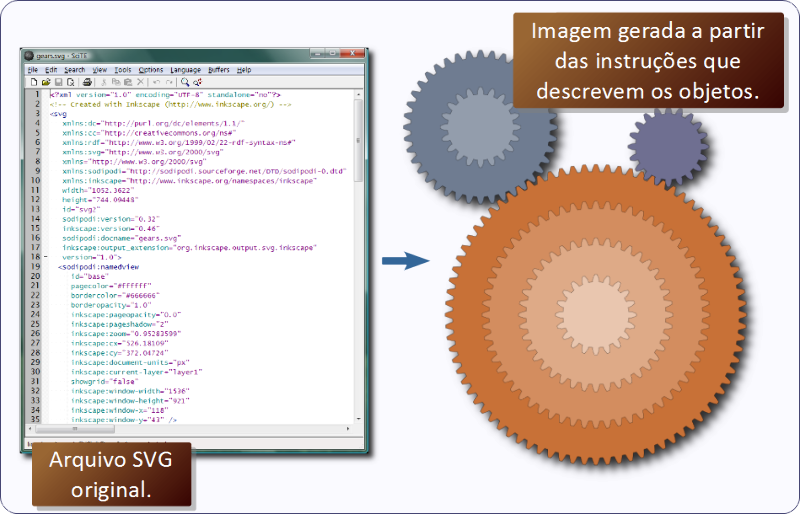 gears.svg - SciTE
File Edit Search View Tools Options Language Buffers Help
1 <?xml version="1.0" encoding="UTF-8" standalone="no"?>
2 <!-- Created with Inkscape (http://www.inkscape.org/) -->
3 <svg
4 xmlns:dc="http://purl.org/dc/elements/1.1/"
5 xmlns:cc="http://creativecommons.org/ns#"
6 xmlns:rdf="http://www.w3.org/1999/02/22-rdf-syntax-ns#"
7 xmlns:svg="http://www.w3.org/2000/svg"
8 xmlns="http://www.w3.org/2000/svg"
9 xmlns:sodipodi="http://sodipodi.sourceforge.net/DTD/sodipodi-0.dtd"
10 xmlns:inkscape="http://www.inkscape.org/namespaces/inkscape"
11 width="1052.3622"
12 height="744.09448"
13 id="svg2"
14 sodipodi:version="0.32"
15 inkscape:version="0.46"
16 sodipodi:docname="gears.svg"
17 inkscape:output_extension="org.inkscape.output.svg.inkscape"
18 version="1.0">
19 <sodipodi:namedview
20 id="base"
21 pagecolor="#ffffff"
22 bordercolor="#666666"
23 borderopacity="1.0"
24 inkscape:pageopacity="0.0"
25 inkscape:pageshadow="2"
26 inkscape:zoom="0.95283599"
27 inkscape:cx="526.18109"
28 inkscape:cy="372.04724"
29 inkscape:document-units="px"
30 inkscape:current-layer="layer1"
31 showgrid="false"
32 inkscape:window-width="1538"
33 inkscape:window-height="921"
34 inkscape:window-x="118"
35 inkscape:window-y="43" />
Arquivo SVG
original.
Imagem gerada a partir
das instruções que
descrevem os objetos.